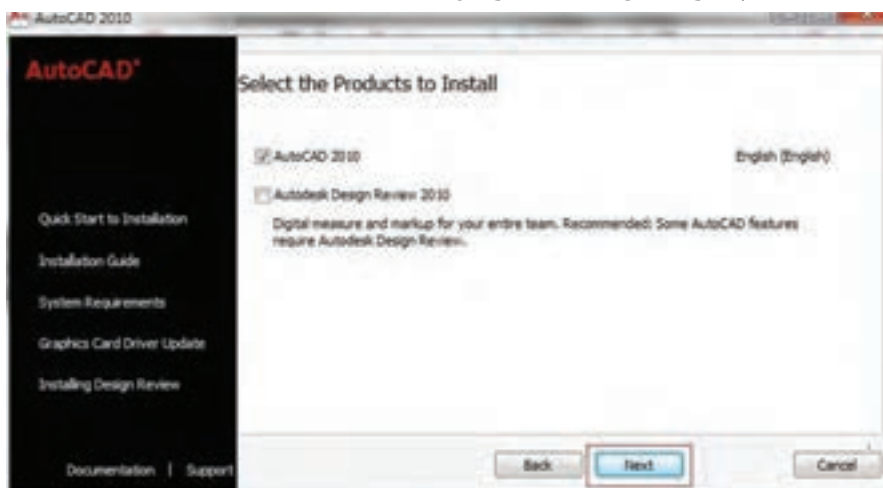 AutoCAD 2010
AutoCAD®
Select the Products to Install
AutoCAD 2010
English (English)
Autodesk Design Review 2010
Digital measure and markup for your entire team. Recommended: Some AutoCAD features
require Autodesk Design Review.
Quick Start to Installation
Installation Guide
System Requirements
Graphics Card Driver Update
Installing Design Review
Documentation | Support
Back
Next
Cancel